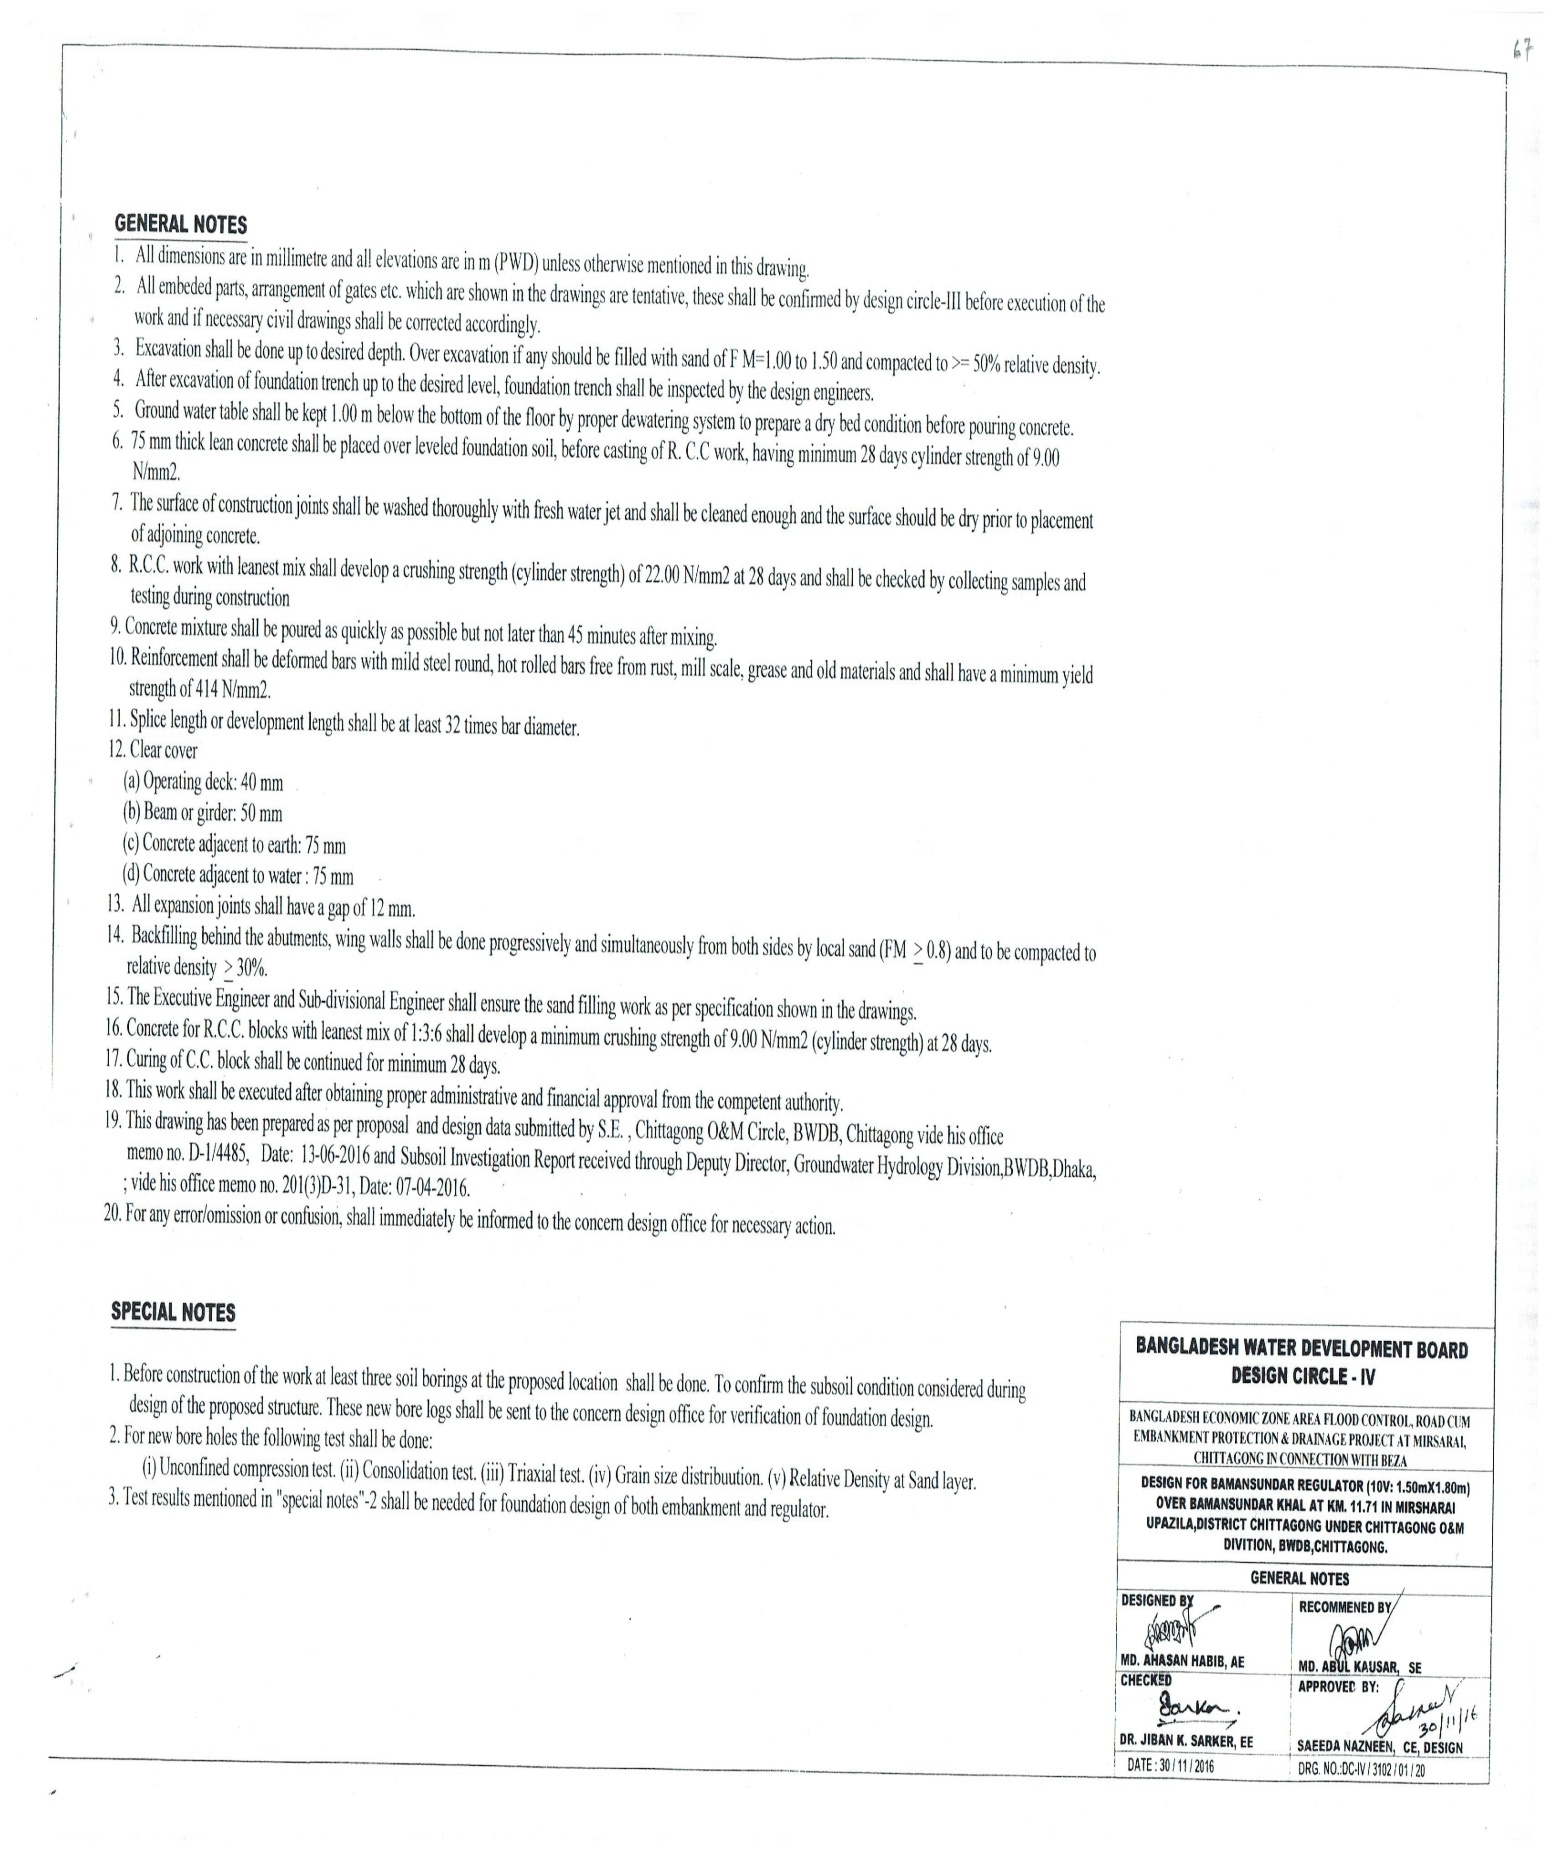 67
GENERAL NOTES
1. All dimensions are in millimetre and all elevations are in m (PWD) unless otherwise mentioned in this drawing.
2. All embeded parts, arrangement of gates etc. which are shown in the drawings are tentative, these shall be confirmed by design circle-III before execution of the
work and if necessary civil drawings shall be corrected accordingly.
3. Excavation shall be done up to desired depth. Over excavation if any should be filled with sand of F M=1.00 to 1.50 and compacted to >= 50% relative density.
4. After excavation of foundation trench up to the desired level, foundation trench shall be inspected by the design engineers.
5. Ground water table shall be kept 1.00 m below the bottom of the floor by proper dewatering system to prepare a dry bed condition before pouring concrete.
6. 75 mm thick lean concrete shall be placed over leveled foundation soil, before casting of R. C.C work, having minimum 28 days cylinder strength of 9.00
N/mm2.
7. The surface of construction joints shall be washed thoroughly with fresh water jet and shall be cleaned enough and the surface should be dry prior to placement
of adjoining concrete.
8. R.C.C. work with leanest mix shall develop a crushing strength (cylinder strength) of 22.00 N/mm2 at 28 days and shall be checked by collecting samples and
testing during construction
9. Concrete mixture shall be poured as quickly as possible but not later than 45 minutes after mixing.
10. Reinforcement shall be deformed bars with mild steel round, hot rolled bars free from rust, mill scale, grease and old materials and shall have a minimum yield
strength of 414 N/mm2.
11. Splice length or development length shall be at least 32 times bar diameter.
12. Clear cover
(a) Operating deck: 40 mm
(b) Beam or girder: 50 mm
(c) Concrete adjacent to earth: 75 mm
(d) Concrete adjacent to water : 75 mm
13. All expansion joints shall have a gap of 12 mm.
14. Backfilling behind the abutments, wing walls shall be done progressively and simultaneously from both sides by local sand (FM ≥ 0.8) and to be compacted to
relative density ≥ 30%.
15. The Executive Engineer and Sub-divisional Engineer shall ensure the sand filling work as per specification shown in the drawings.
16. Concrete for R.C.C. blocks with leanest mix of 1:3:6 shall develop a minimum crushing strength of 9.00 N/mm2 (cylinder strength) at 28 days.
17. Curing of C.C. block shall be continued for minimum 28 days.
18. This work shall be executed after obtaining proper administrative and financial approval from the competent authority.
19. This drawing has been prepared as per proposal and design data submitted by S.E. , Chittagong O&M Circle, BWDB, Chittagong vide his office
memo no. D-1/4485, Date: 13-06-2016 and Subsoil Investigation Report received through Deputy Director, Groundwater Hydrology Division,BWDB,Dhaka,
; vide his office memo no. 201(3)D-31, Date: 07-04-2016.
20. For any error/omission or confusion, shall immediately be informed to the concern design office for necessary action.
SPECIAL NOTES
1. Before construction of the work at least three soil borings at the proposed location shall be done. To confirm the subsoil condition considered during
design of the proposed structure. These new bore logs shall be sent to the concern design office for verification of foundation design.
2. For new bore holes the following test shall be done:
(i) Unconfined compression test. (ii) Consolidation test. (iii) Triaxial test. (iv) Grain size distribuution. (v) Relative Density at Sand layer.
3. Test results mentioned in "special notes"-2 shall be needed for foundation design of both embankment and regulator.
BANGLADESH WATER DEVELOPMENT BOARD
DESIGN CIRCLE - IV
BANGLADESH ECONOMIC ZONE AREA FLOOD CONTROL, ROAD CUM
EMBANKMENT PROTECTION & DRAINAGE PROJECT AT MIRSARAI,
CHITTAGONG IN CONNECTION WITH BEZA
DESIGN FOR BAMANSUNDAR REGULATOR (10V: 1.50mX1.80m)
OVER BAMANSUNDAR KHAL AT KM. 11.71 IN MIRSHARAI
UPAZILA,DISTRICT CHITTAGONG UNDER CHITTAGONG O&M
DIVITION, BWDB,CHITTAGONG.
GENERAL NOTES
DESIGNED BY
MD. AHASAN HABIB, AE
RECOMMENED BY
MD. ABUL KAUSAR, SE
CHECKED
Sarker.
DR. JIBAN K. SARKER, EE
APPROVED BY:
30/11/16
SAEEDA NAZNEEN, CE, DESIGN
DATE : 30 / 11 / 2016
DRG. NO.:DC-IV / 3102 / 01 / 20